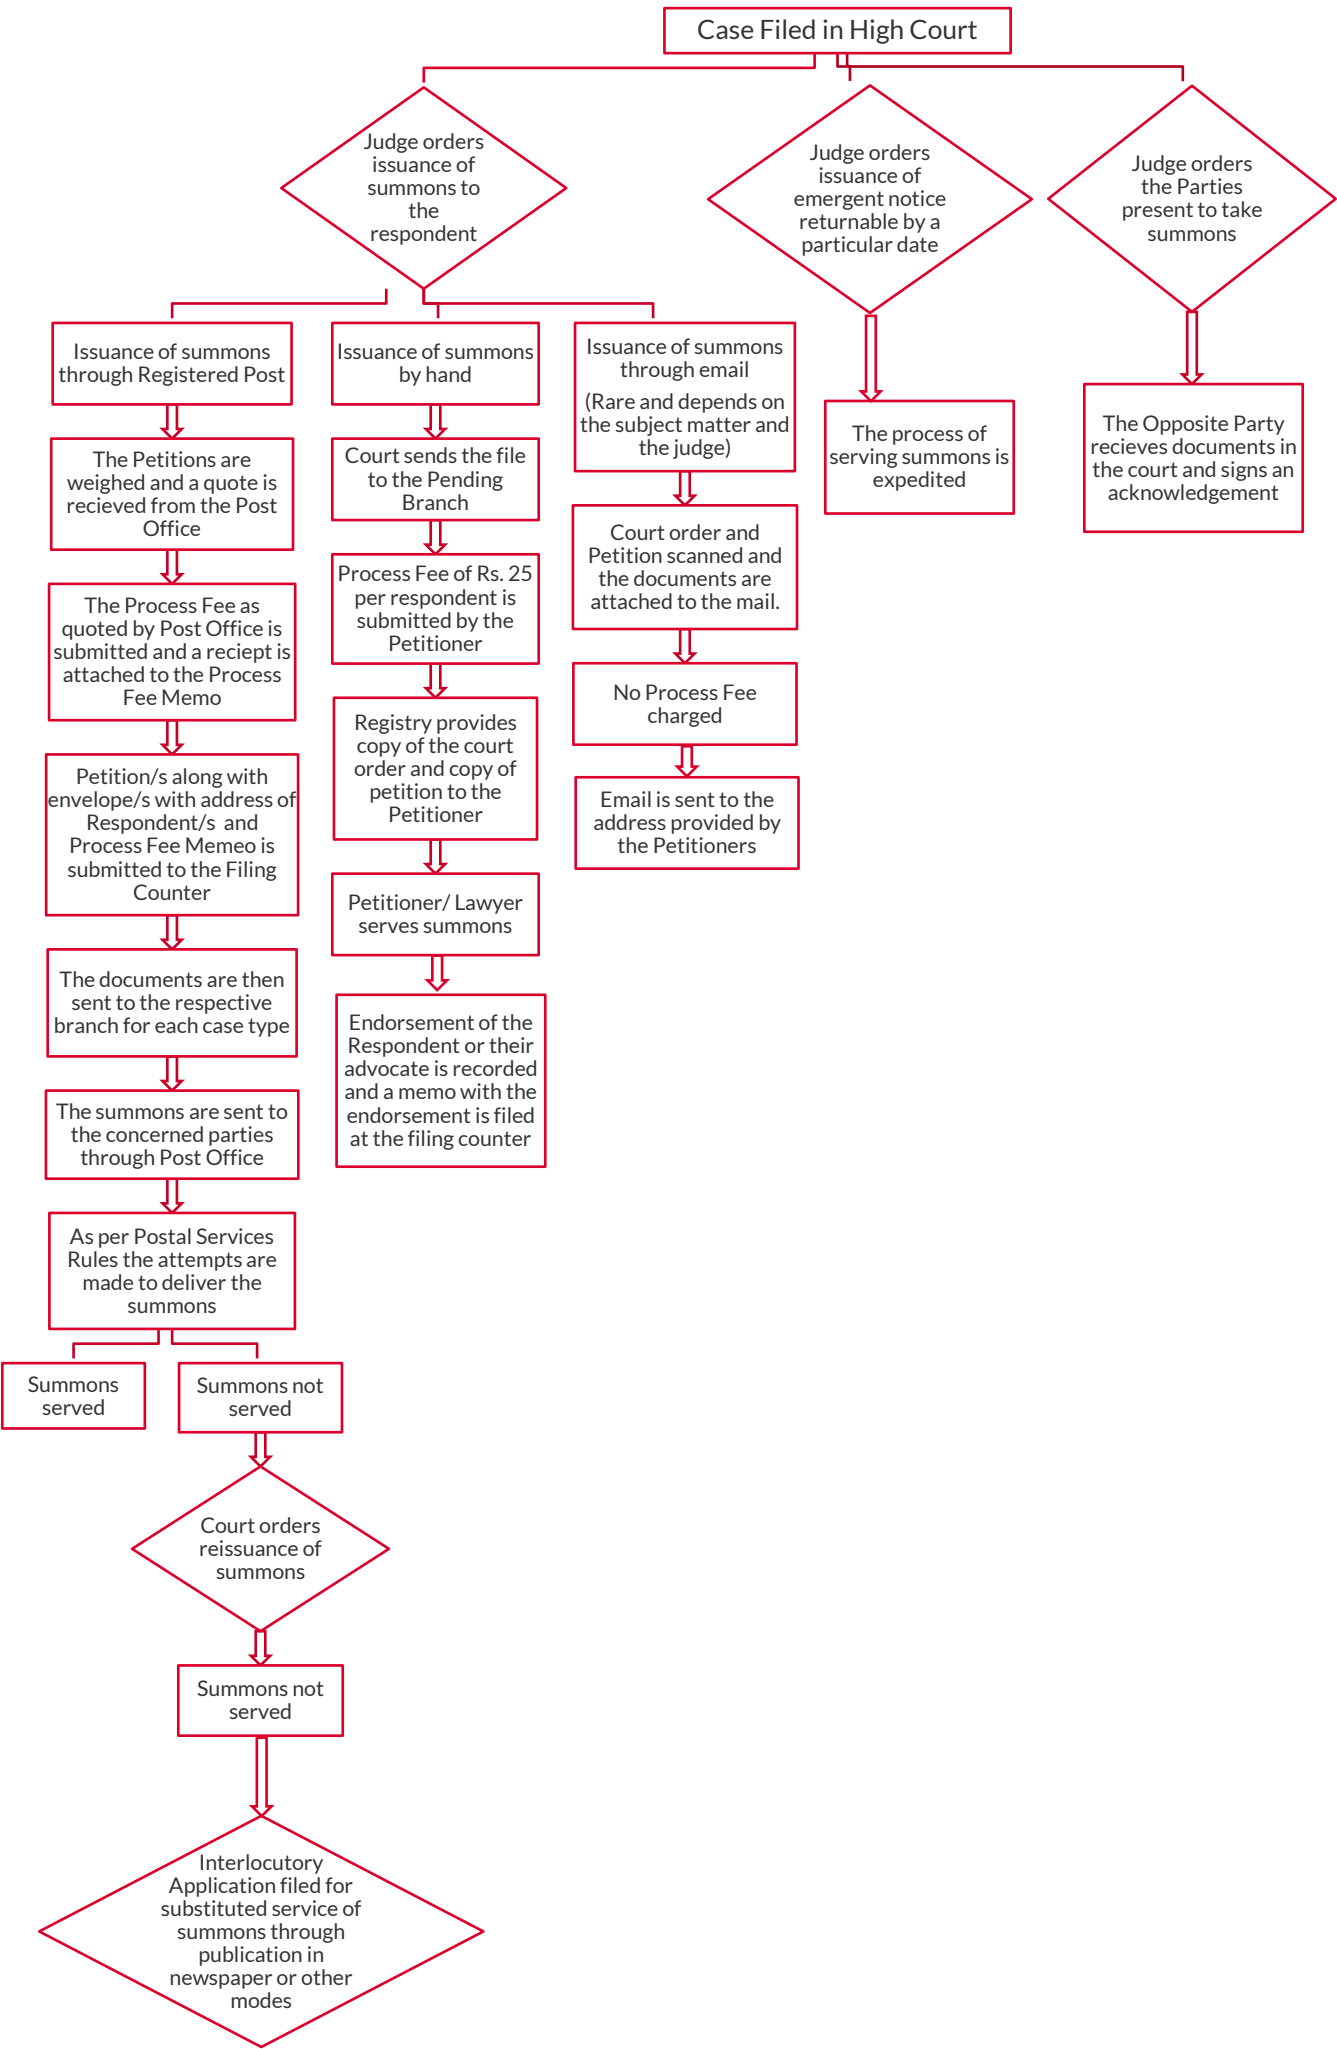 Case Filed in High Court
Judge orders
issuance of
summons to
the
respondent
Judge orders
issuance of
emergent notice
returnable by a
particular date
Judge orders
the Parties
present to take
summons
Issuance of summons
through Registered Post
The Petitions are
weighed and a quote is
recieved from the Post
Office
The Process Fee as
quoted by Post Office is
submitted and a reciept is
attached to the Process
Fee Memo
Petition/s along with
envelope/s with address of
Respondent/s and
Process Fee Memeo is
submitted to the Filing
Counter
The documents are then
sent to the respective
branch for each case type
The summons are sent to
the concerned parties
through Post Office
As per Postal Services
Rules the attempts are
made to deliver the
summons
Summons
served
Summons not
served
Court orders
reissuance of
summons
Summons not
served
Interlocutory
Application filed for
substituted service of
summons through
publication in
newspaper or other
modes
Issuance of summons
by hand
Court sends the file
to the Pending
Branch
Process Fee of Rs. 25
per respondent is
submitted by the
Petitioner
Registry provides
copy of the court
order and copy of
petition to the
Petitioner
Petitioner/ Lawyer
serves summons
Endorsement of the
Respondent or their
advocate is recorded
and a memo with the
endorsement is filed
at the filing counter
Issuance of summons
through email
(Rare and depends on
the subject matter and
the judge)
Court order and
Petition scanned and
the documents are
attached to the mail.
No Process Fee
charged
Email is sent to the
address provided by
the Petitioners
The process of
serving summons is
expedited
The Opposite Party
recieves documents in
the court and signs an
acknowledgement